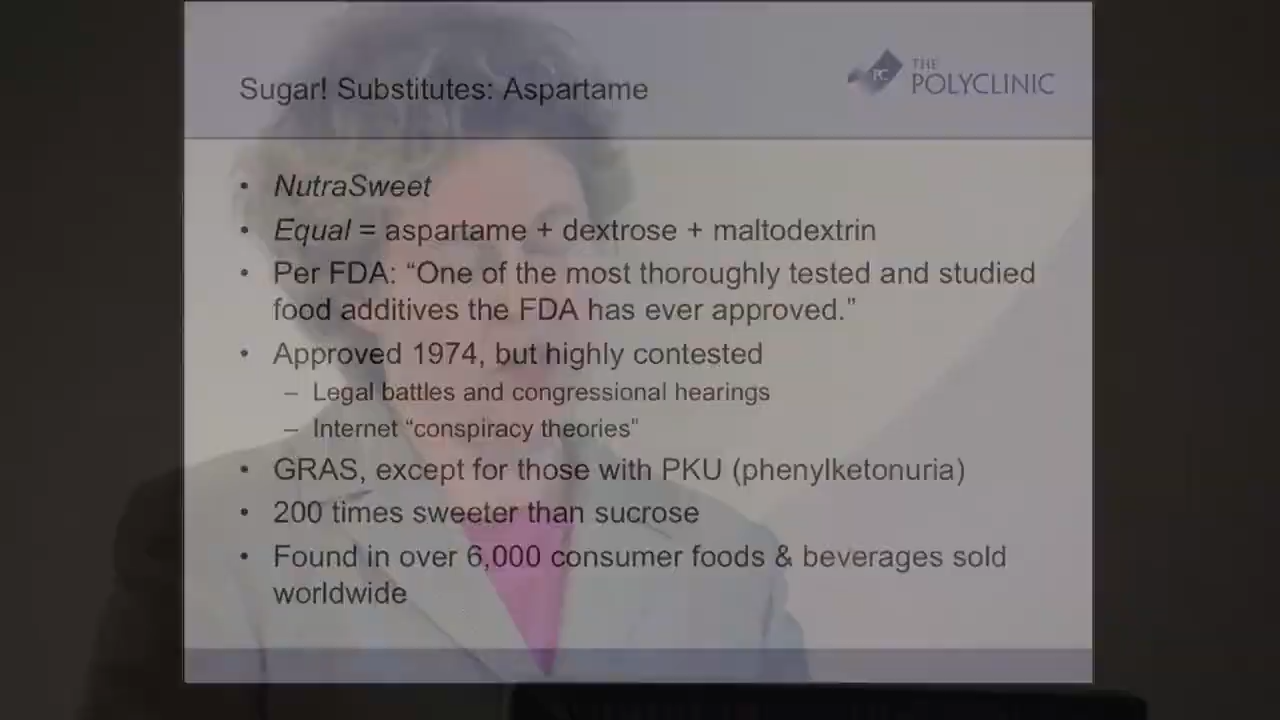 Sugar! Substitutes: Aspartame
PC
THE
POLYCLINIC
• NutraSweet
• Equal = aspartame + dextrose + maltodextrin
• Per FDA: “One of the most thoroughly tested and studied
food additives the FDA has ever approved.”
• Approved 1974, but highly contested
– Legal battles and congressional hearings
– Internet “conspiracy theories”
• GRAS, except for those with PKU (phenylketonuria)
• 200 times sweeter than sucrose
• Found in over 6,000 consumer foods & beverages sold
worldwide